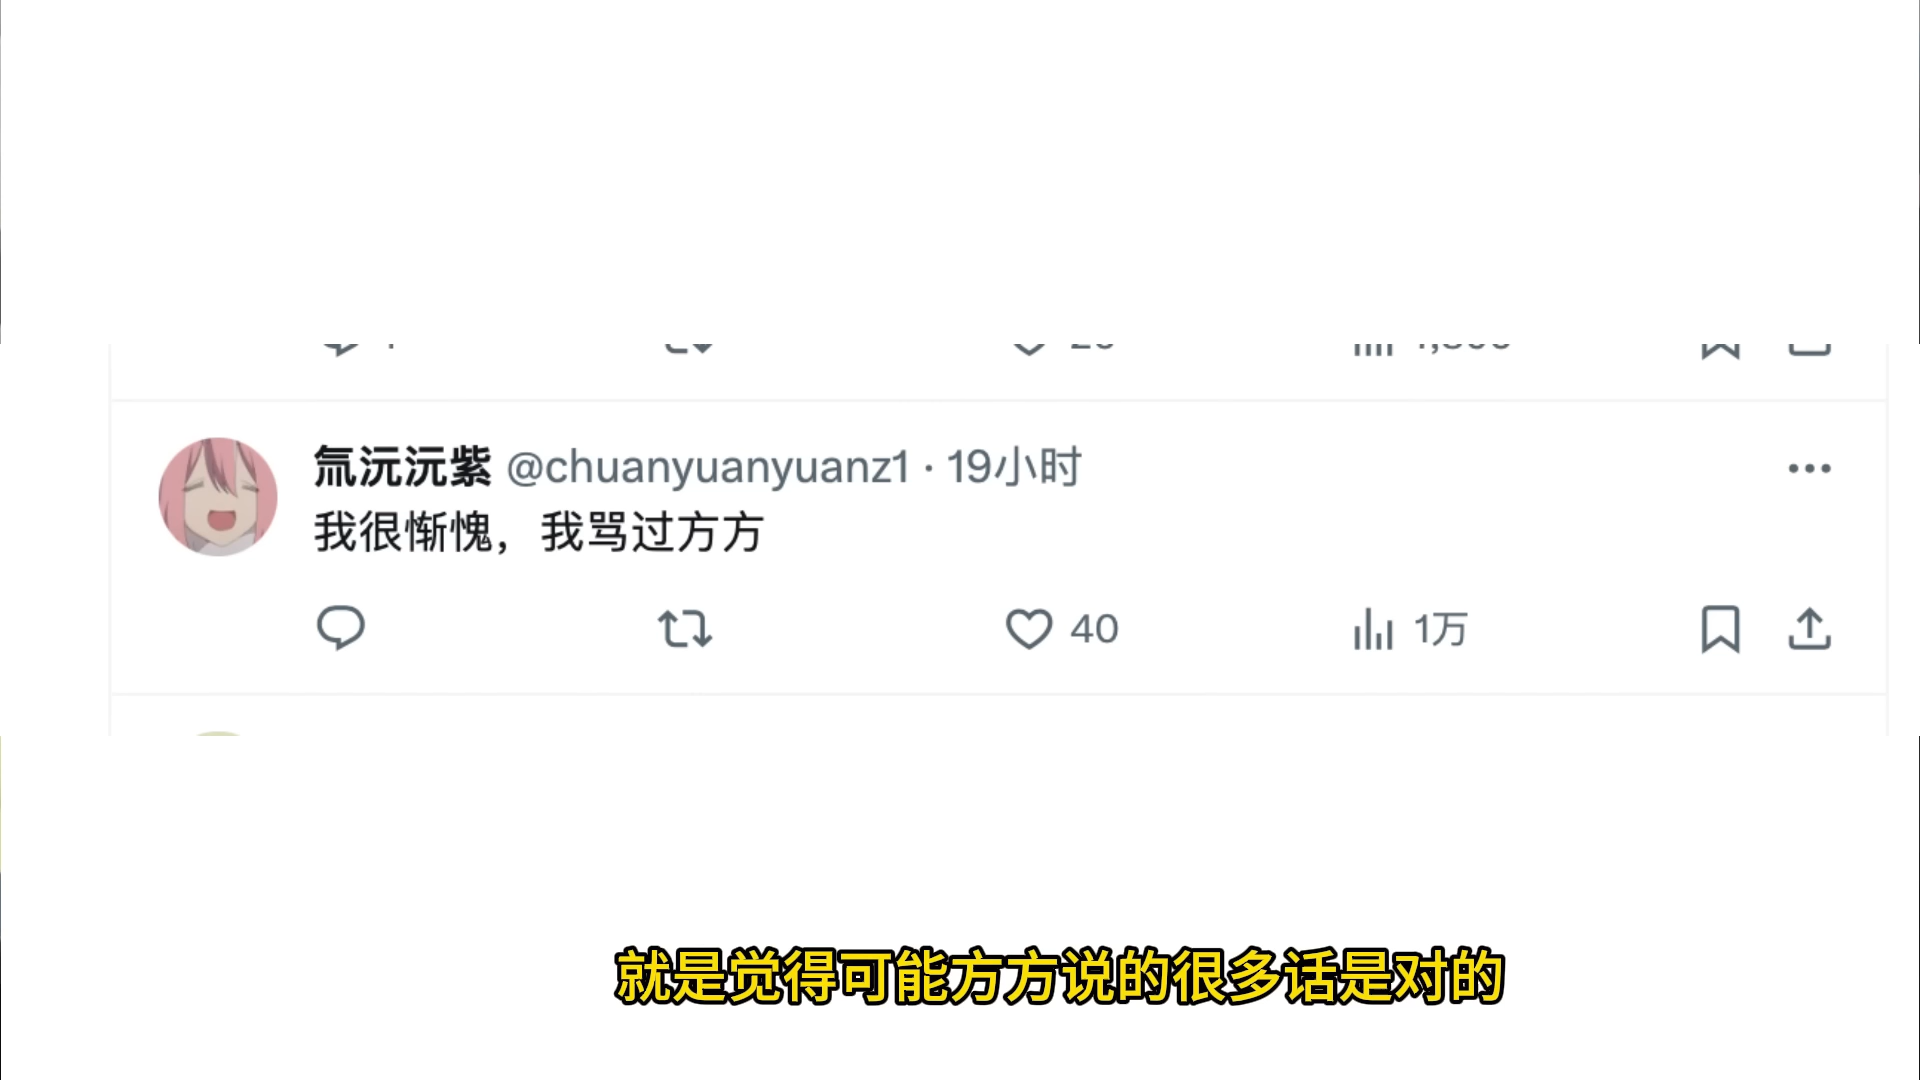 氚沅沅紫 @chuanyuanyuanz1 · 19小时
我很惭愧，我骂过方方
40 1万
就是觉得可能方方说的很多话是对的